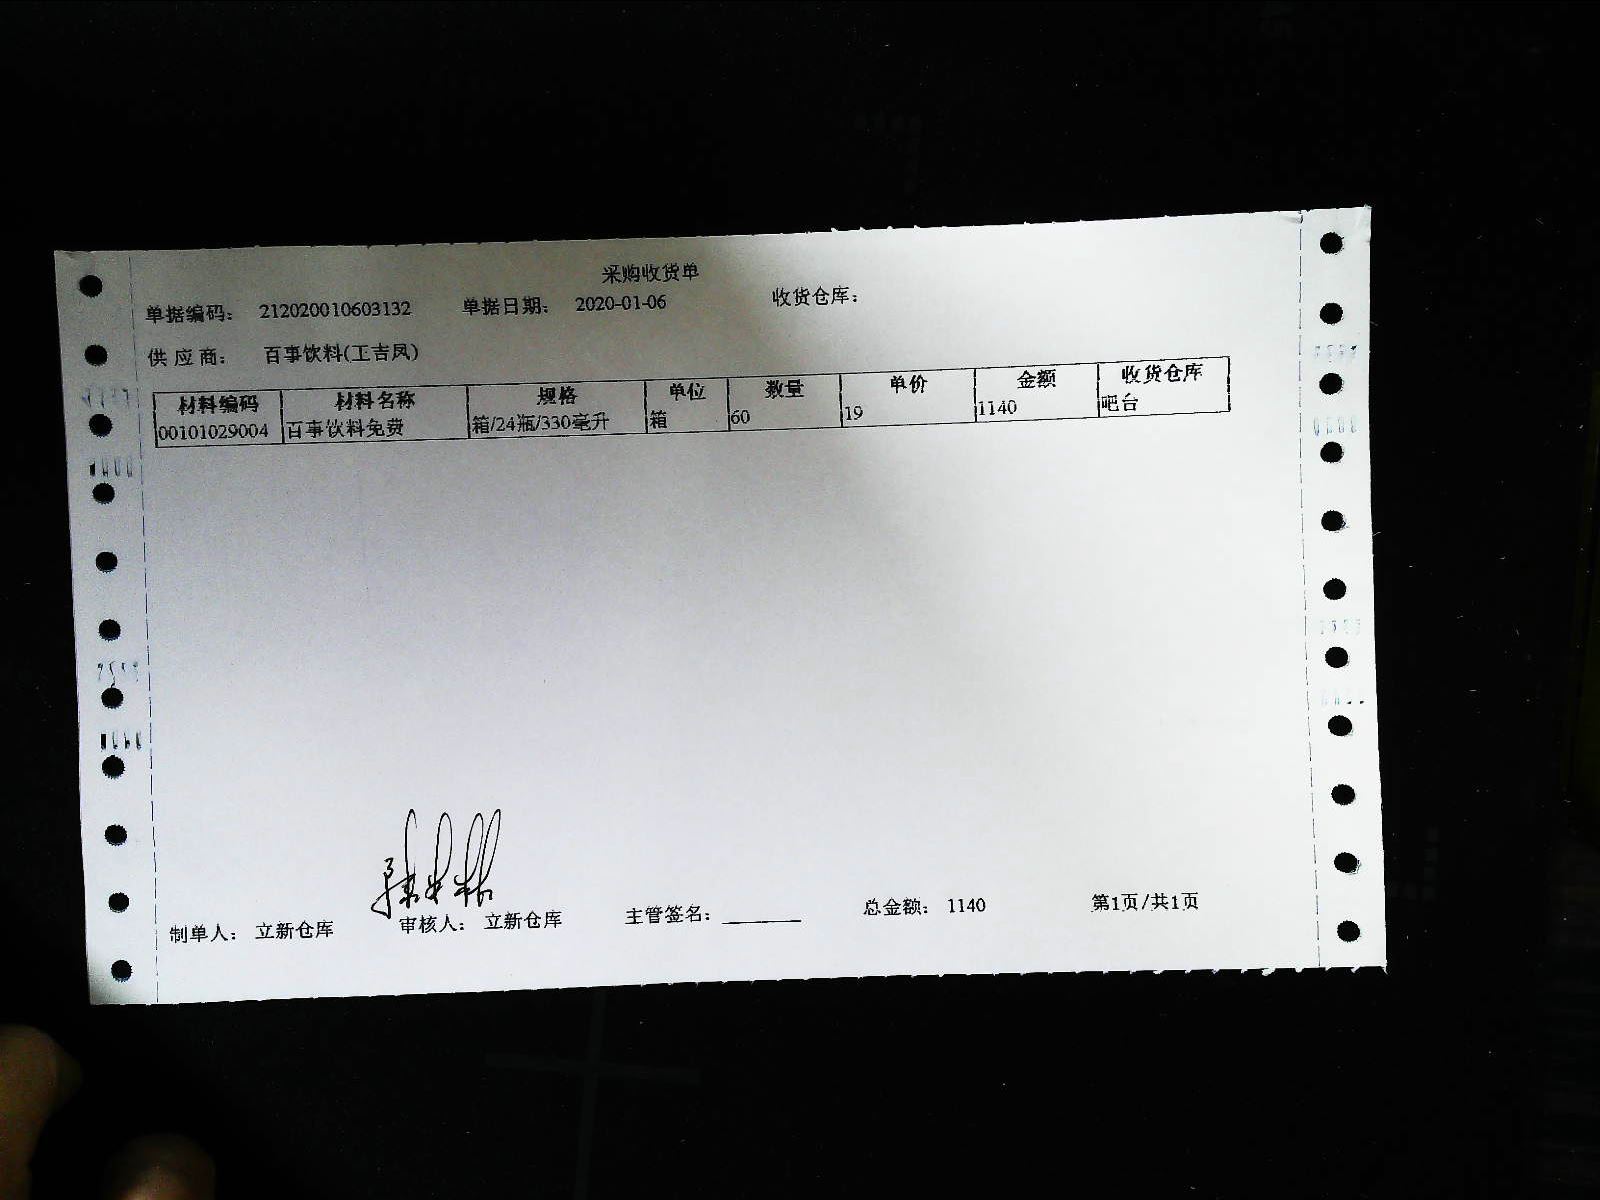 采购收货单
单据编码： 212020010603132 单据日期： 2020-01-06 收货仓库：
供应商： 百事饮料(王吉凤)
材料编码 材料名称 规格 单位 数量 单价 金额 收货仓库
00101029004 百事饮料免费 箱/24瓶/330毫升 箱 60 19 1140 吧台
制单人： 立新仓库 审核人： 立新仓库 主管签名： 总金额： 1140 第1页/共1页